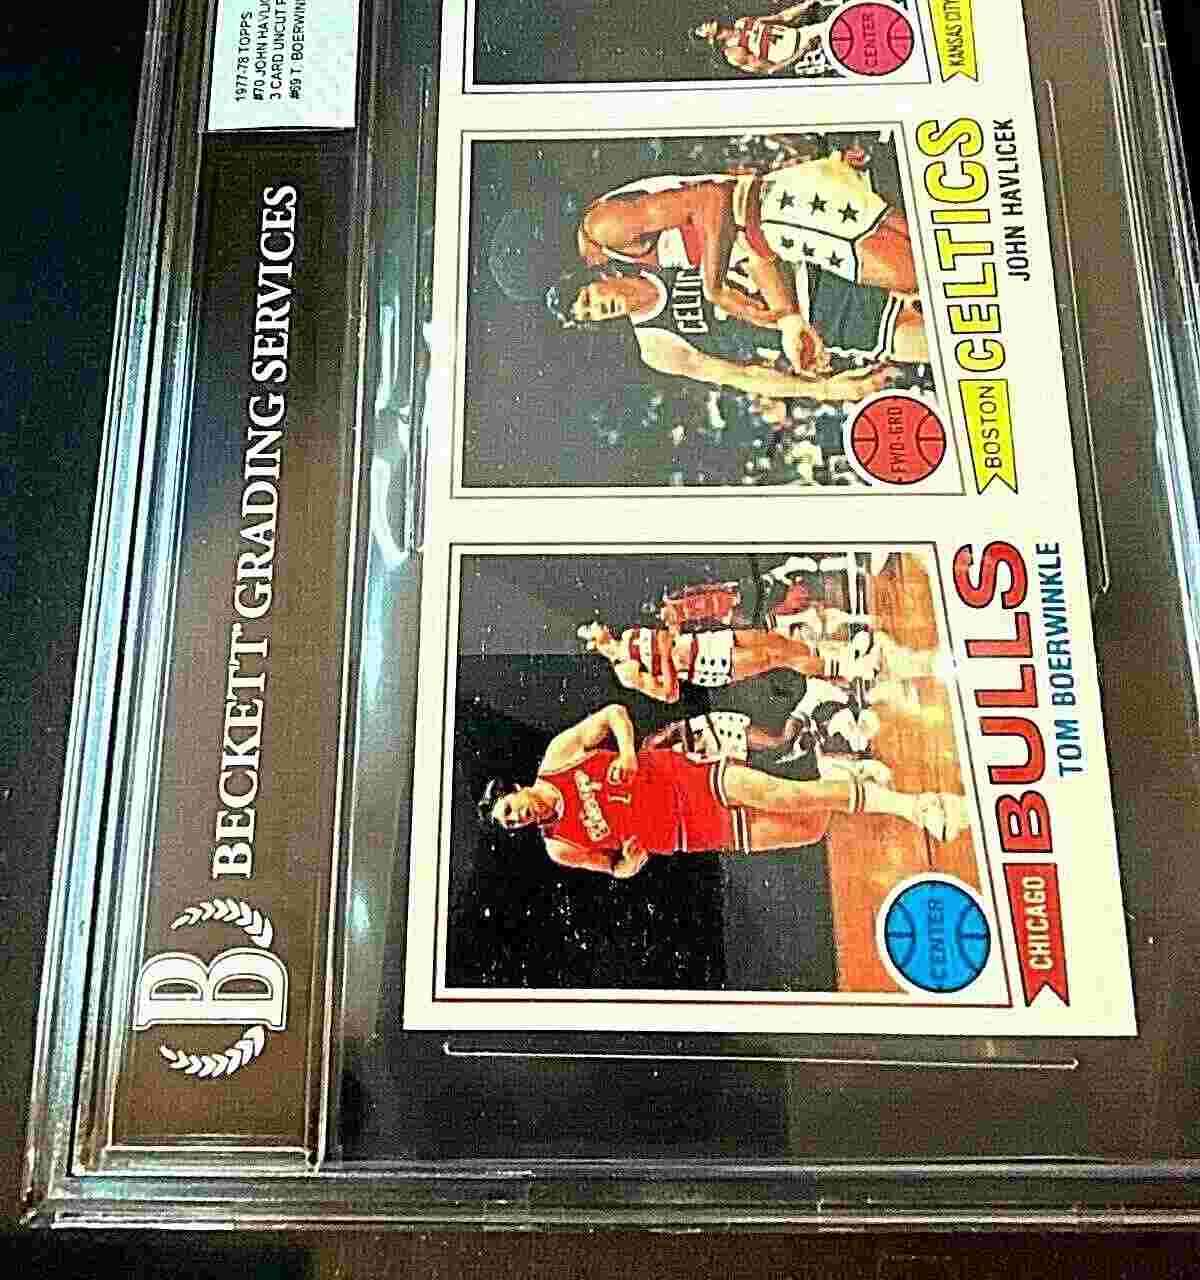 1977-78 TOPPS
#70 JOHN HAVLIC
3 CARD UNCUT P
#69 T. BOERWIN
B BECKETT GRADING SERVICES
CENTER
KANSAS CITY
CELTICS
FWD-GRD
BOSTON CELTICS
JOHN HAVLICEK
CENTER
CHICAGO BULLS
TOM BOERWINKLE